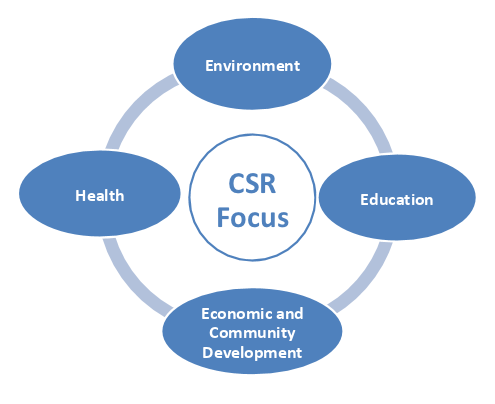 Environment
Health
CSR
Focus
Education
Economic and
Community
Development